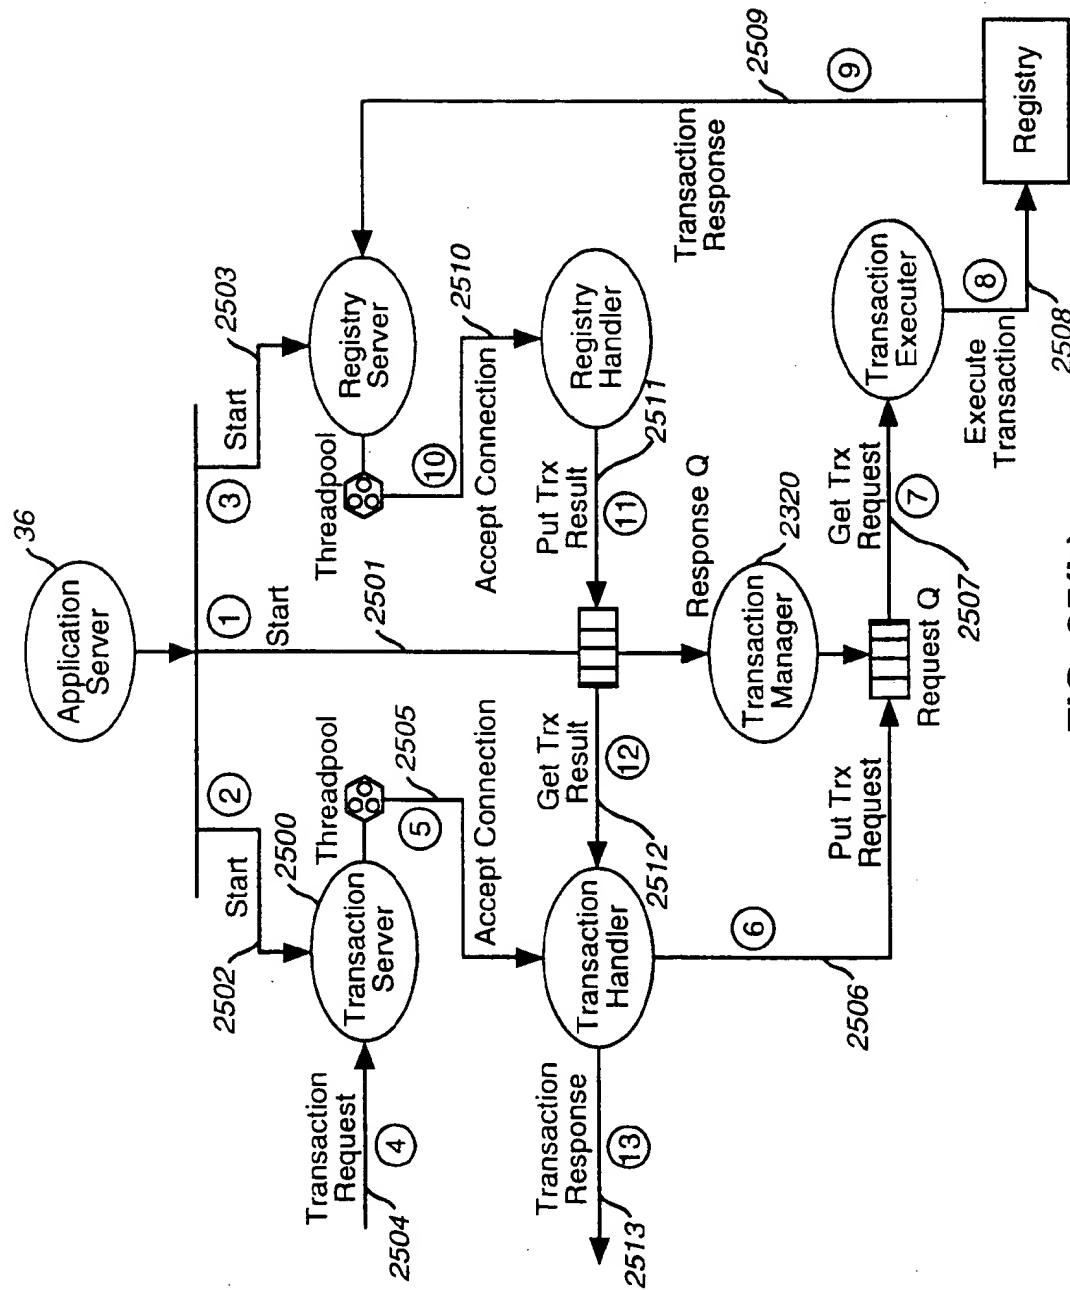 36
Application
Server
2
1
3
Start
Start
Start
2502
2503
2500
Transaction
Request
4
2504
Transaction
Server
Threadpool
5
2505
2501
Threadpool
10
Registry
Server
2510
Accept Connection
Accept Connection
Transaction
Response
13
2513
Transaction
Handler
2512
Get Trx
Result
12
Put Trx
Result
11
2511
Registry
Handler
Response Q
Transaction
Response
2509
9
6
2506
Transaction
Manager
2320
Put Trx
Request
Request Q
Get Trx
Request
7
2507
Transaction
Executer
8
Execute
Transaction
2508
Registry